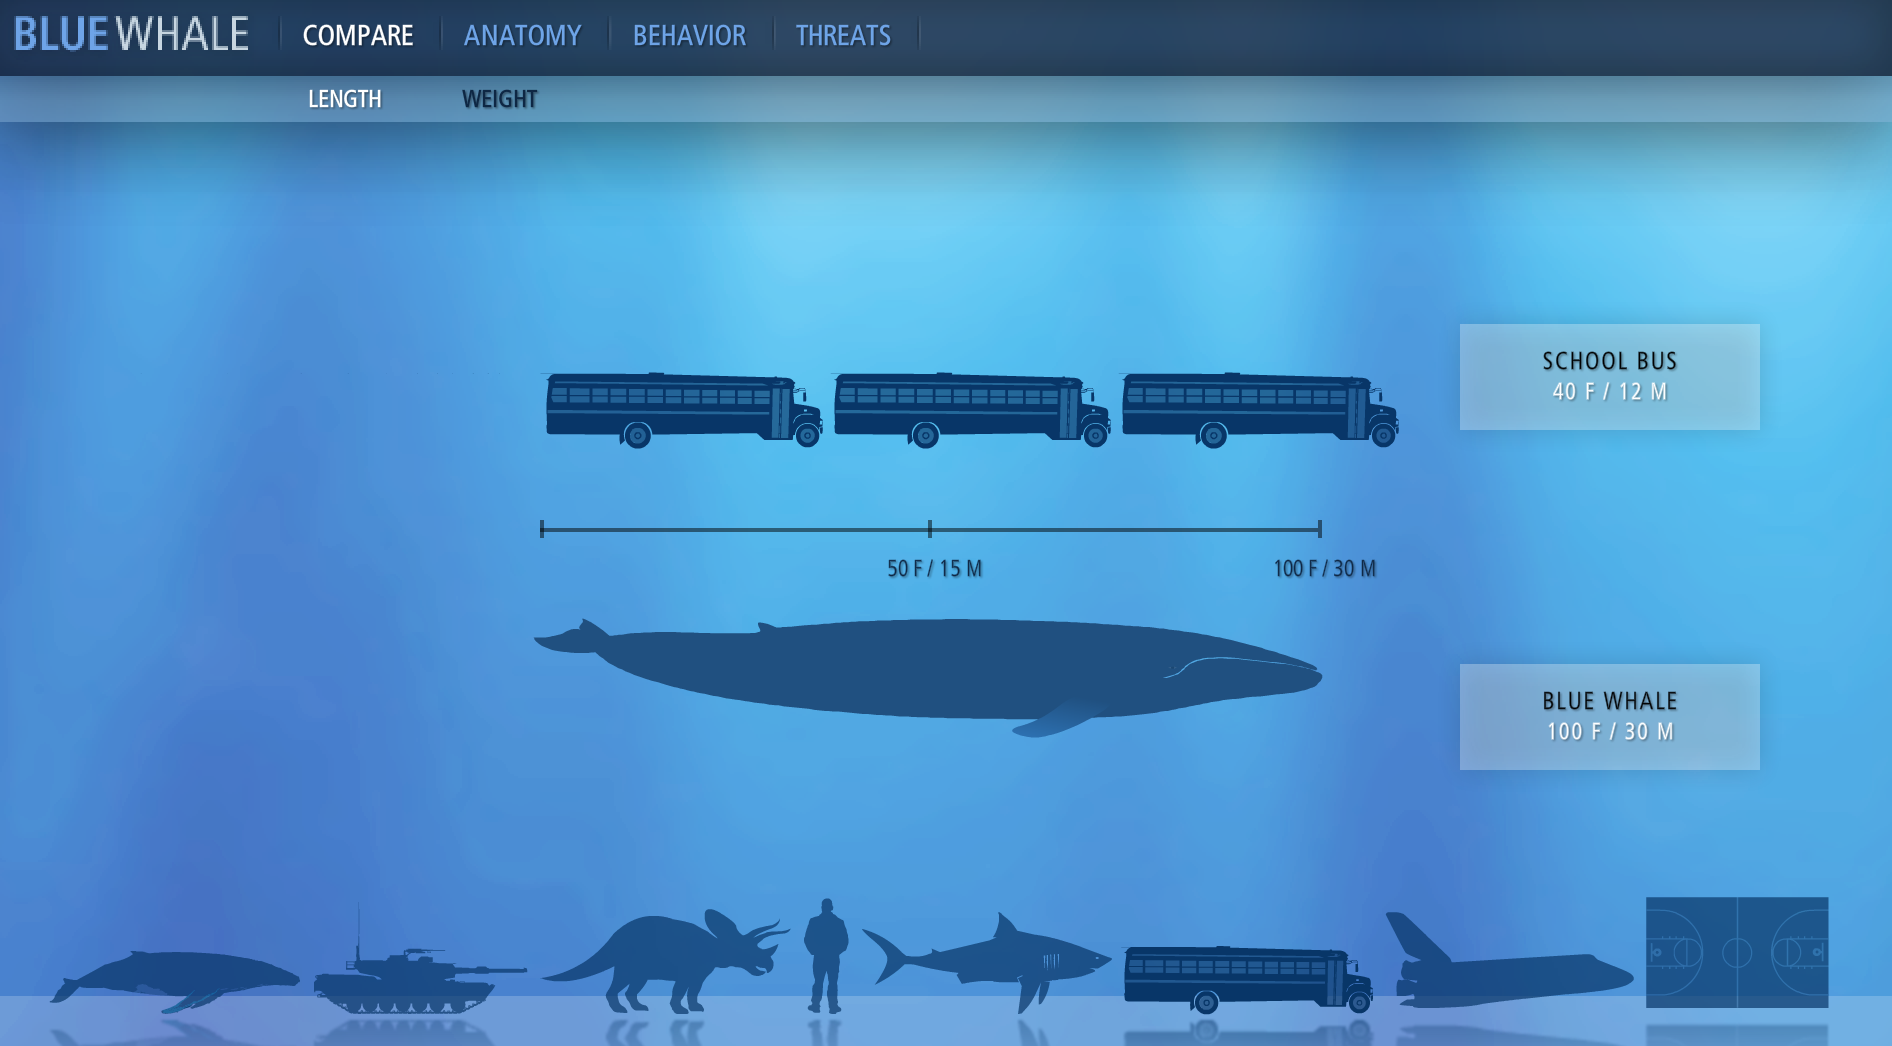 BLUE WHALE COMPARE ANATOMY BEHAVIOR THREATS
LENGTH WEIGHT
SCHOOL BUS
40 F / 12 M
50 F / 15 M 100 F / 30 M
BLUE WHALE
100 F / 30 M